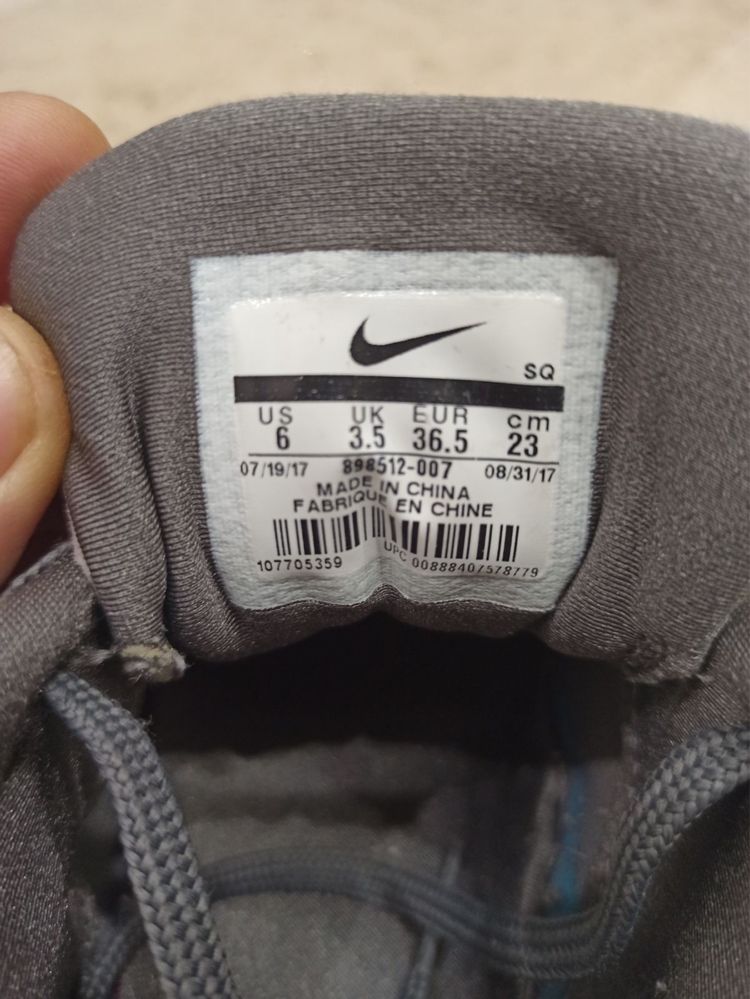 SQ
US UK EUR cm
6 3.5 36.5 23
07/19/17 898512-007 08/31/17
MADE IN CHINA
FABRIQUE EN CHINE
107705359 UPC 00888407578779